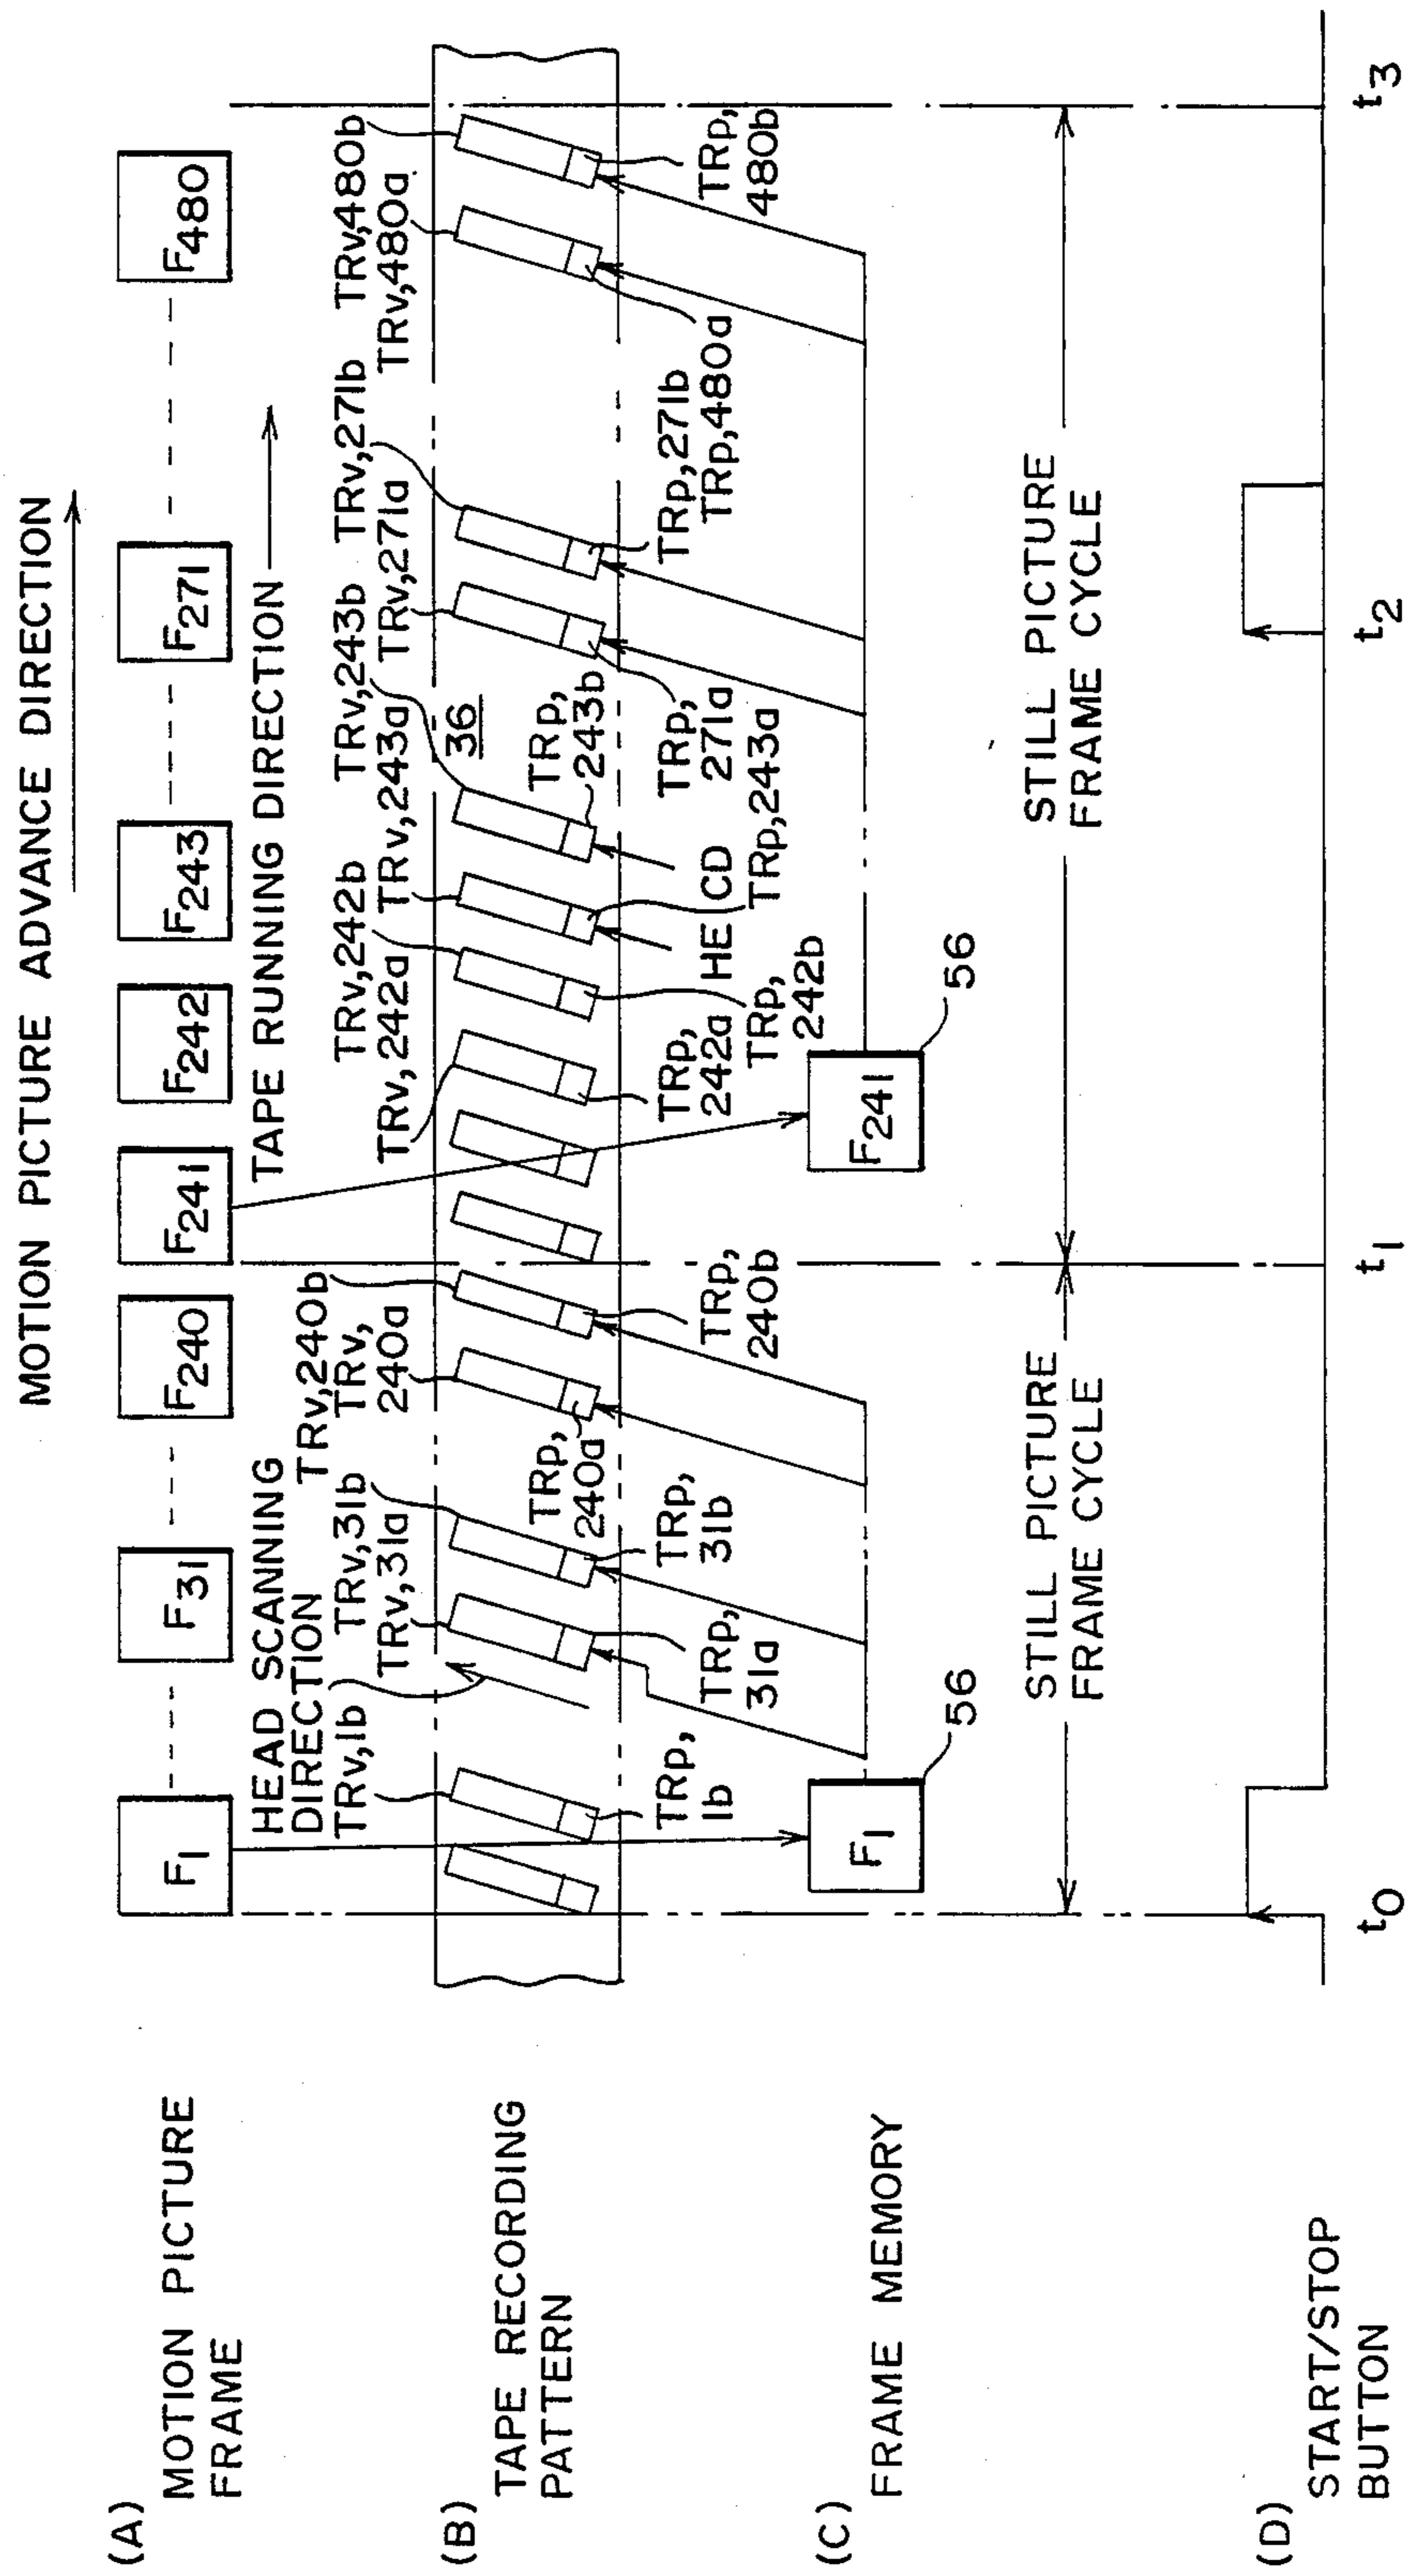 MOTION PICTURE ADVANCE DIRECTION
(A)
MOTION PICTURE
FRAME
F1
F31
F240
F241
F242
F243
F271
F480
HEAD SCANNING
DIRECTION
TAPE RUNNING DIRECTION
(B)
TAPE RECORDING
PATTERN
TRv,1b
TRv,31b
TRv,31a
TRv,240b
TRv,
240a
TRv,242b
TRv,242a
TRv,243b
TRv,243a
TRv,271b
TRv,271a
TRv,480b
TRv,480a
36
TRp,
1b
TRp,
31a
TRp,
31b
TRp,
240a
TRp,
240b
TRp,
242a
TRp,
242b
HE
CD
TRp,243a
TRp,
243b
TRp,
271a
TRp,271b
TRp,480a
TRp,
480b
(C)
FRAME MEMORY
F1
56
F241
56
STILL PICTURE
FRAME CYCLE
STILL PICTURE
FRAME CYCLE
(D)
START/STOP
BUTTON
t0
t1
t2
t3